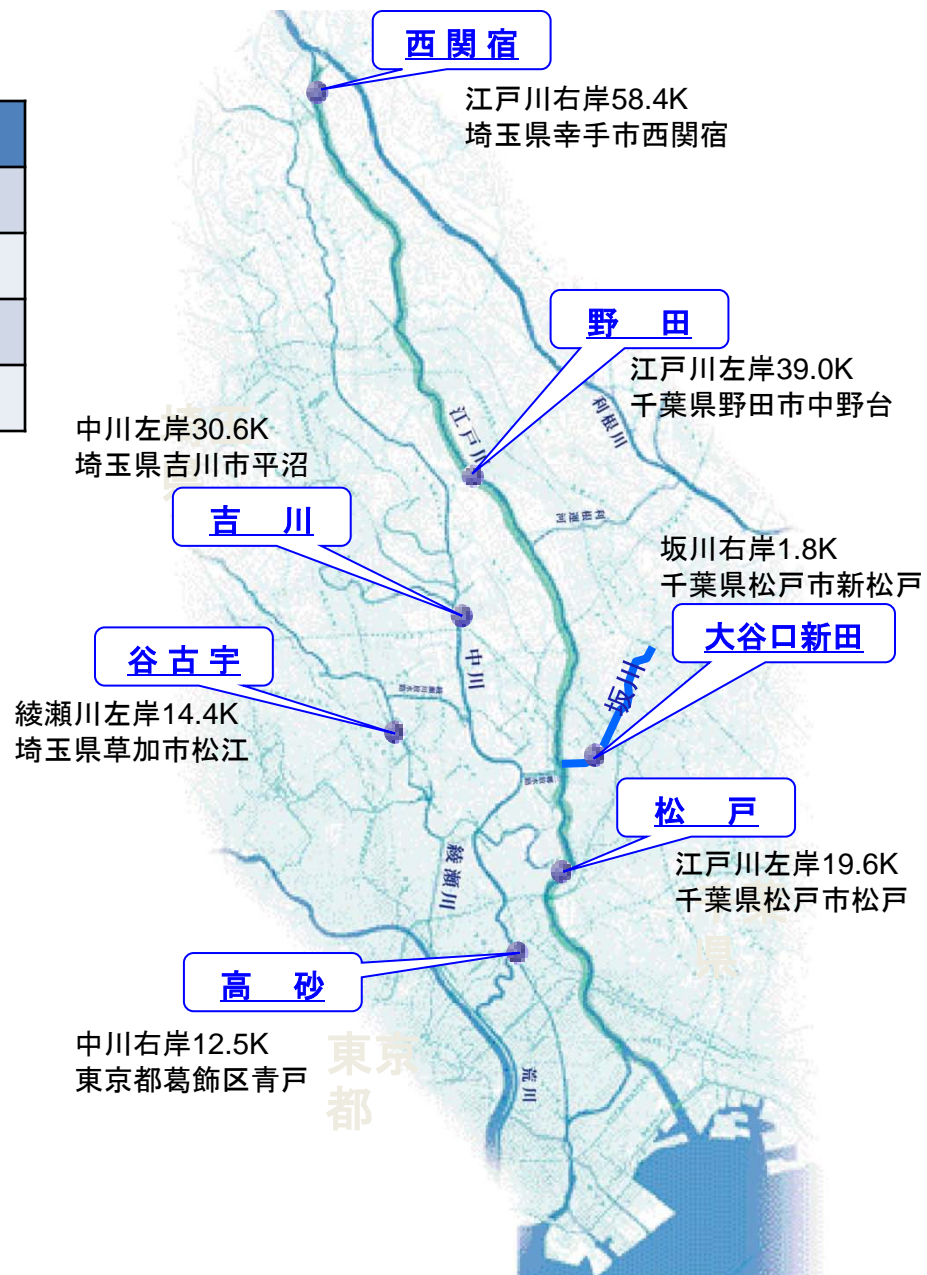 西 関 宿
江戸川右岸58.4K
埼玉県幸手市西関宿
野　田
江戸川左岸39.0K
千葉県野田市中野台
江戸川
利根川
中川左岸30.6K
埼玉県吉川市平沼
吉　川
利根運河
坂川右岸1.8K
千葉県松戸市新松戸
大谷口新田
谷 古 宇
中川
坂川
綾瀬川左岸14.4K
埼玉県草加市松江
松　戸
綾瀬川
江戸川左岸19.6K
千葉県松戸市松戸
県
高　砂
中川右岸12.5K
東京都葛飾区青戸
東京
都
荒川